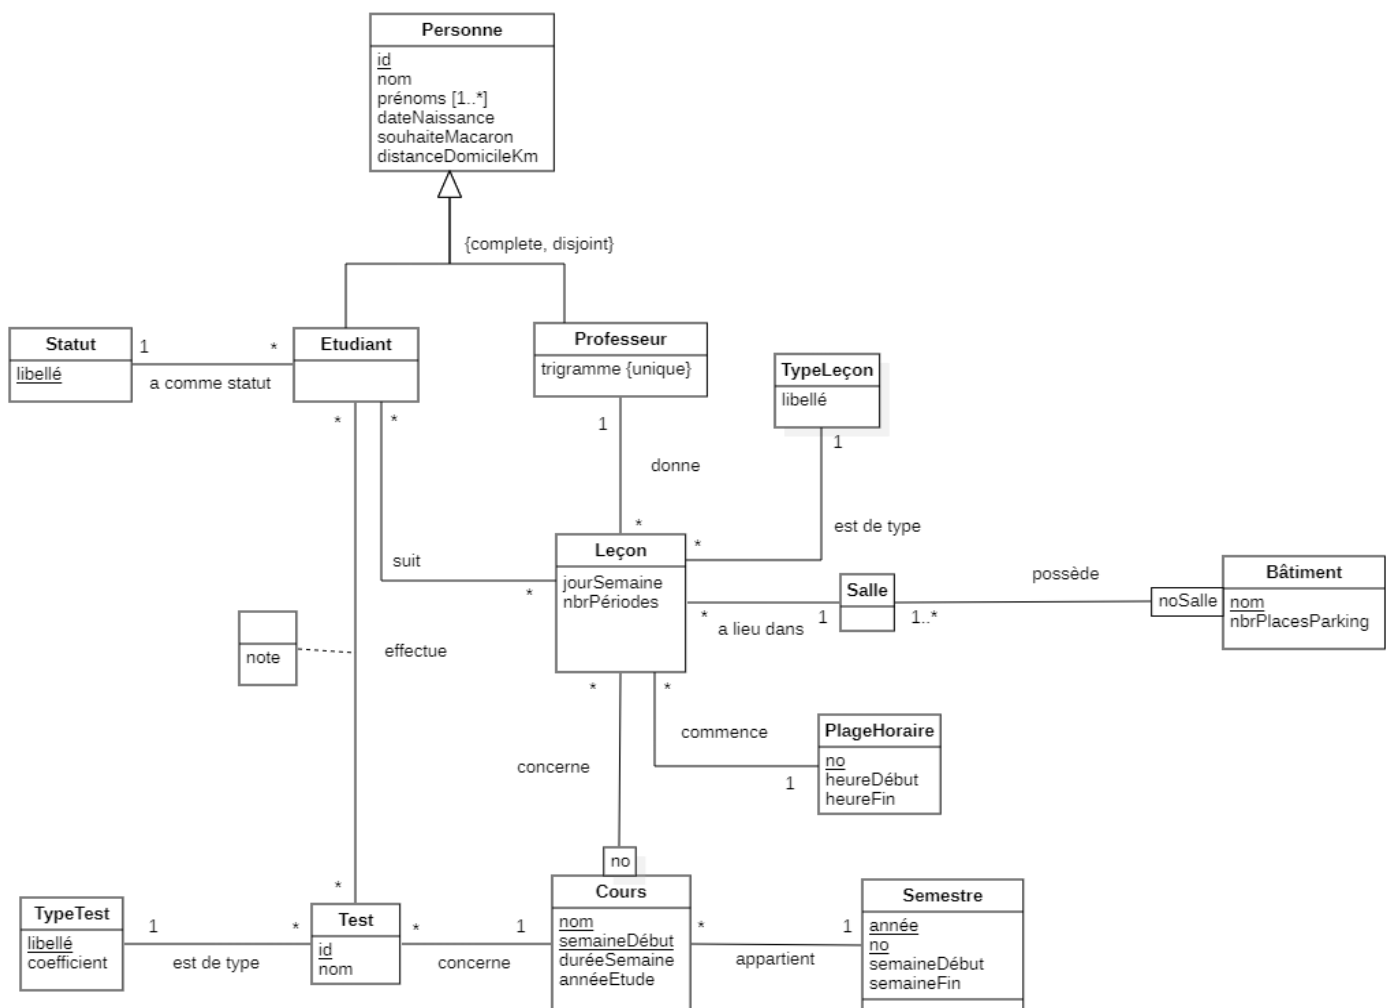 Personne
id
nom
prénoms [1..*]
dateNaissance
souhaiteMacaron
distanceDomicileKm
{complete, disjoint}
Statut
libellé
1
*
a comme statut
Etudiant
Professeur
trigramme {unique}
TypeLeçon
libellé
*
*
1
1
donne
est de type
*
*
Leçon
jourSemaine
nbrPériodes
suit
*
*
a lieu dans
1
Salle
1..*
possède
noSalle
Bâtiment
nom
nbrPlacesParking
note
effectue
*
*
commence
1
PlageHoraire
no
heureDébut
heureFin
concerne
no
*
TypeTest
libellé
coefficient
1
*
est de type
Test
id
nom
*
1
concerne
Cours
nom
semaineDébut
duréeSemaine
annéeEtude
*
1
appartient
Semestre
année
no
semaineDébut
semaineFin